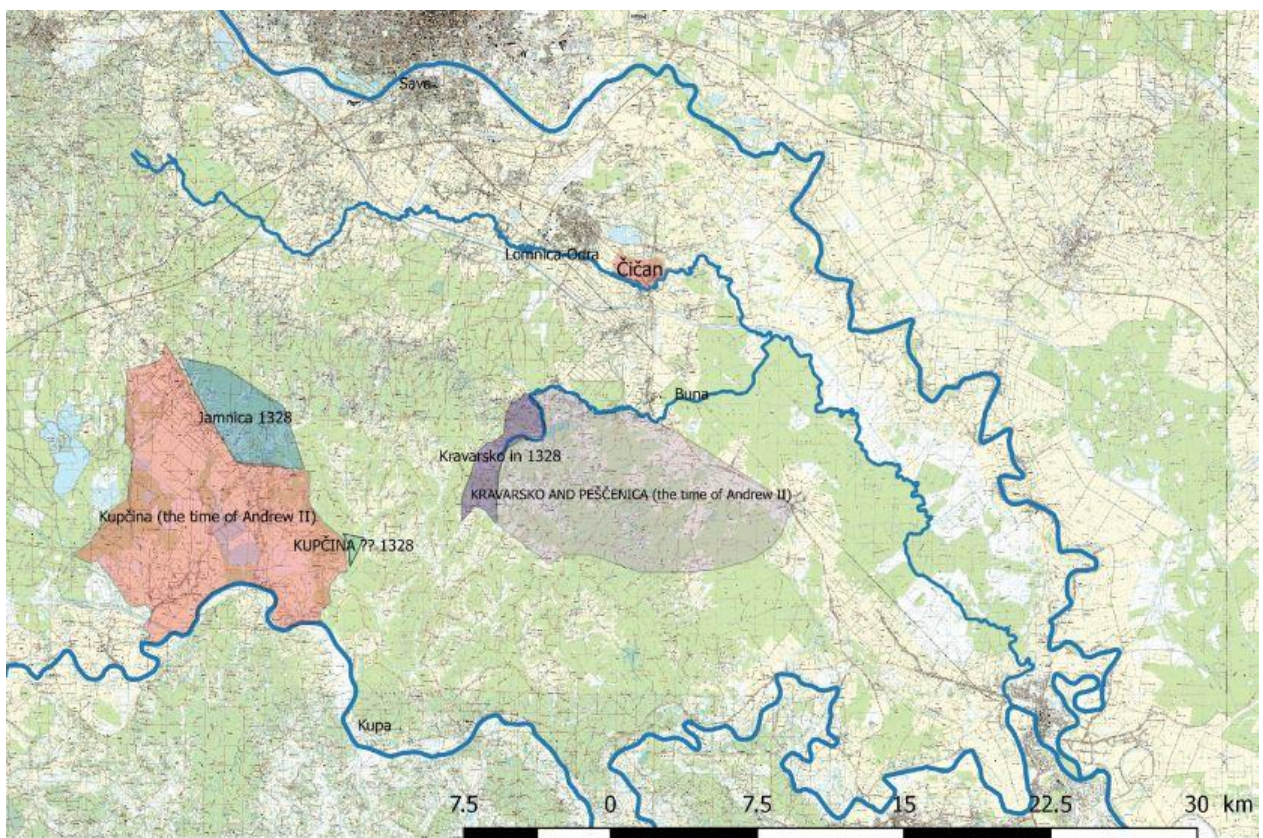 Sava
Lomnica-Odra
Čičan
Jamnica 1328
Buna
Kravarsko in 1328
KRAVARSKO AND PEŠČENICA (the time of Andrew II)
Kupčina (the time of Andrew II)
KUPČINA ?? 1328
Kupa
7.5 0 7.5 15 22.5 30 km